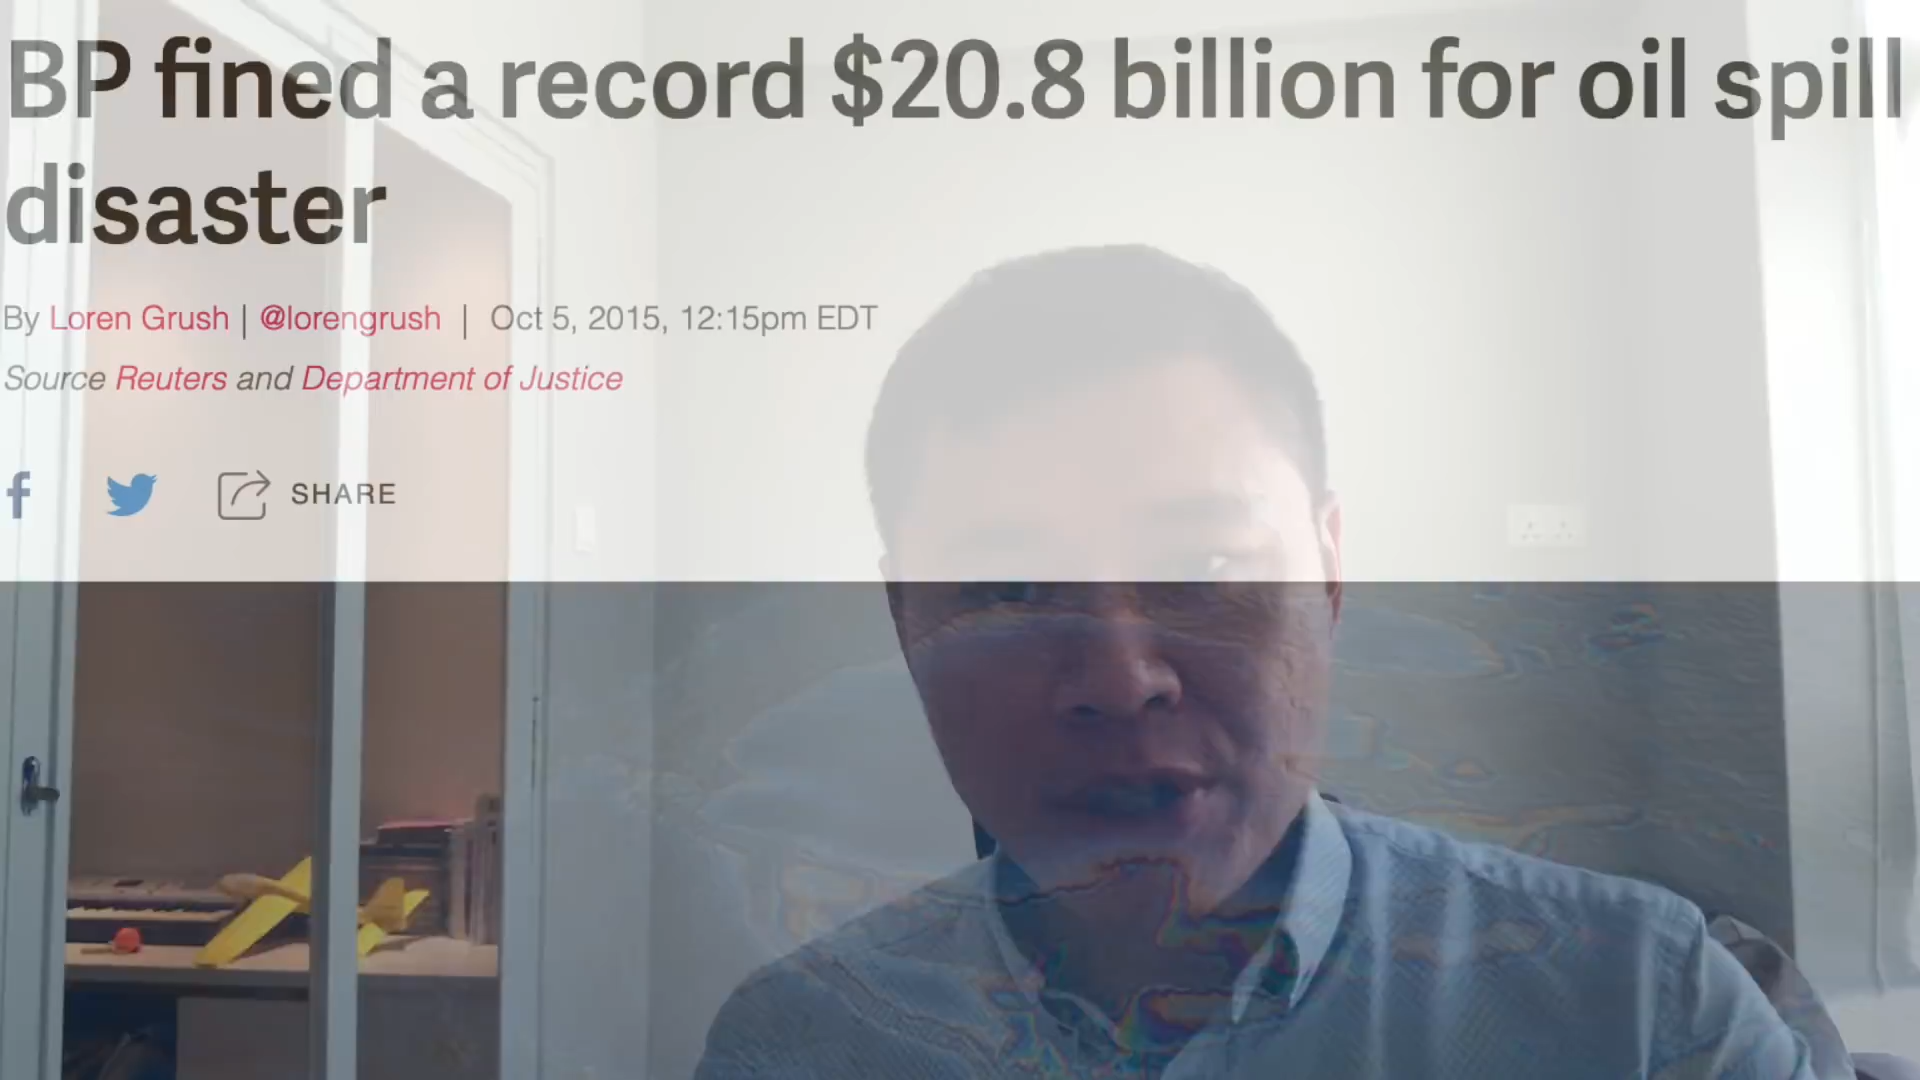 BP fined a record $20.8 billion for oil spill
disaster
By Loren Grush | @lorengrush | Oct 5, 2015, 12:15pm EDT
Source Reuters and Department of Justice
SHARE